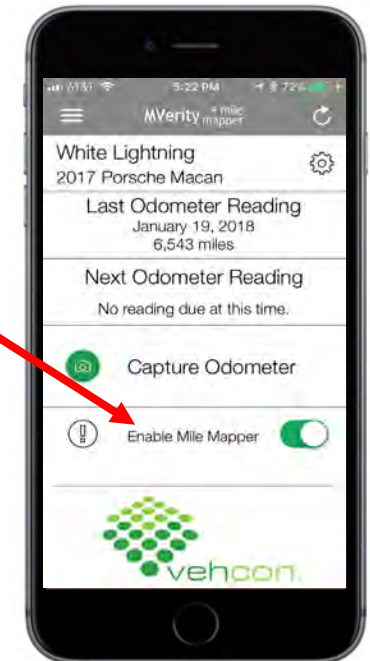 AT&T 5:22 PM 72%
MVerity a mile mapper
White Lightning
2017 Porsche Macan
Last Odometer Reading
January 19, 2018
6,543 miles
Next Odometer Reading
No reading due at this time.
Capture Odometer
Enable Mile Mapper
vehcon.